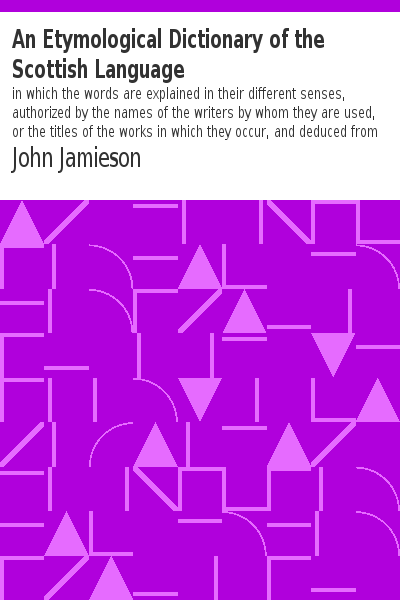 An Etymological Dictionary of the
Scottish Language
in which the words are explained in their different senses,
authorized by the names of the writers by whom they are used,
or the titles of the works in which they occur, and deduced from
John Jamieson